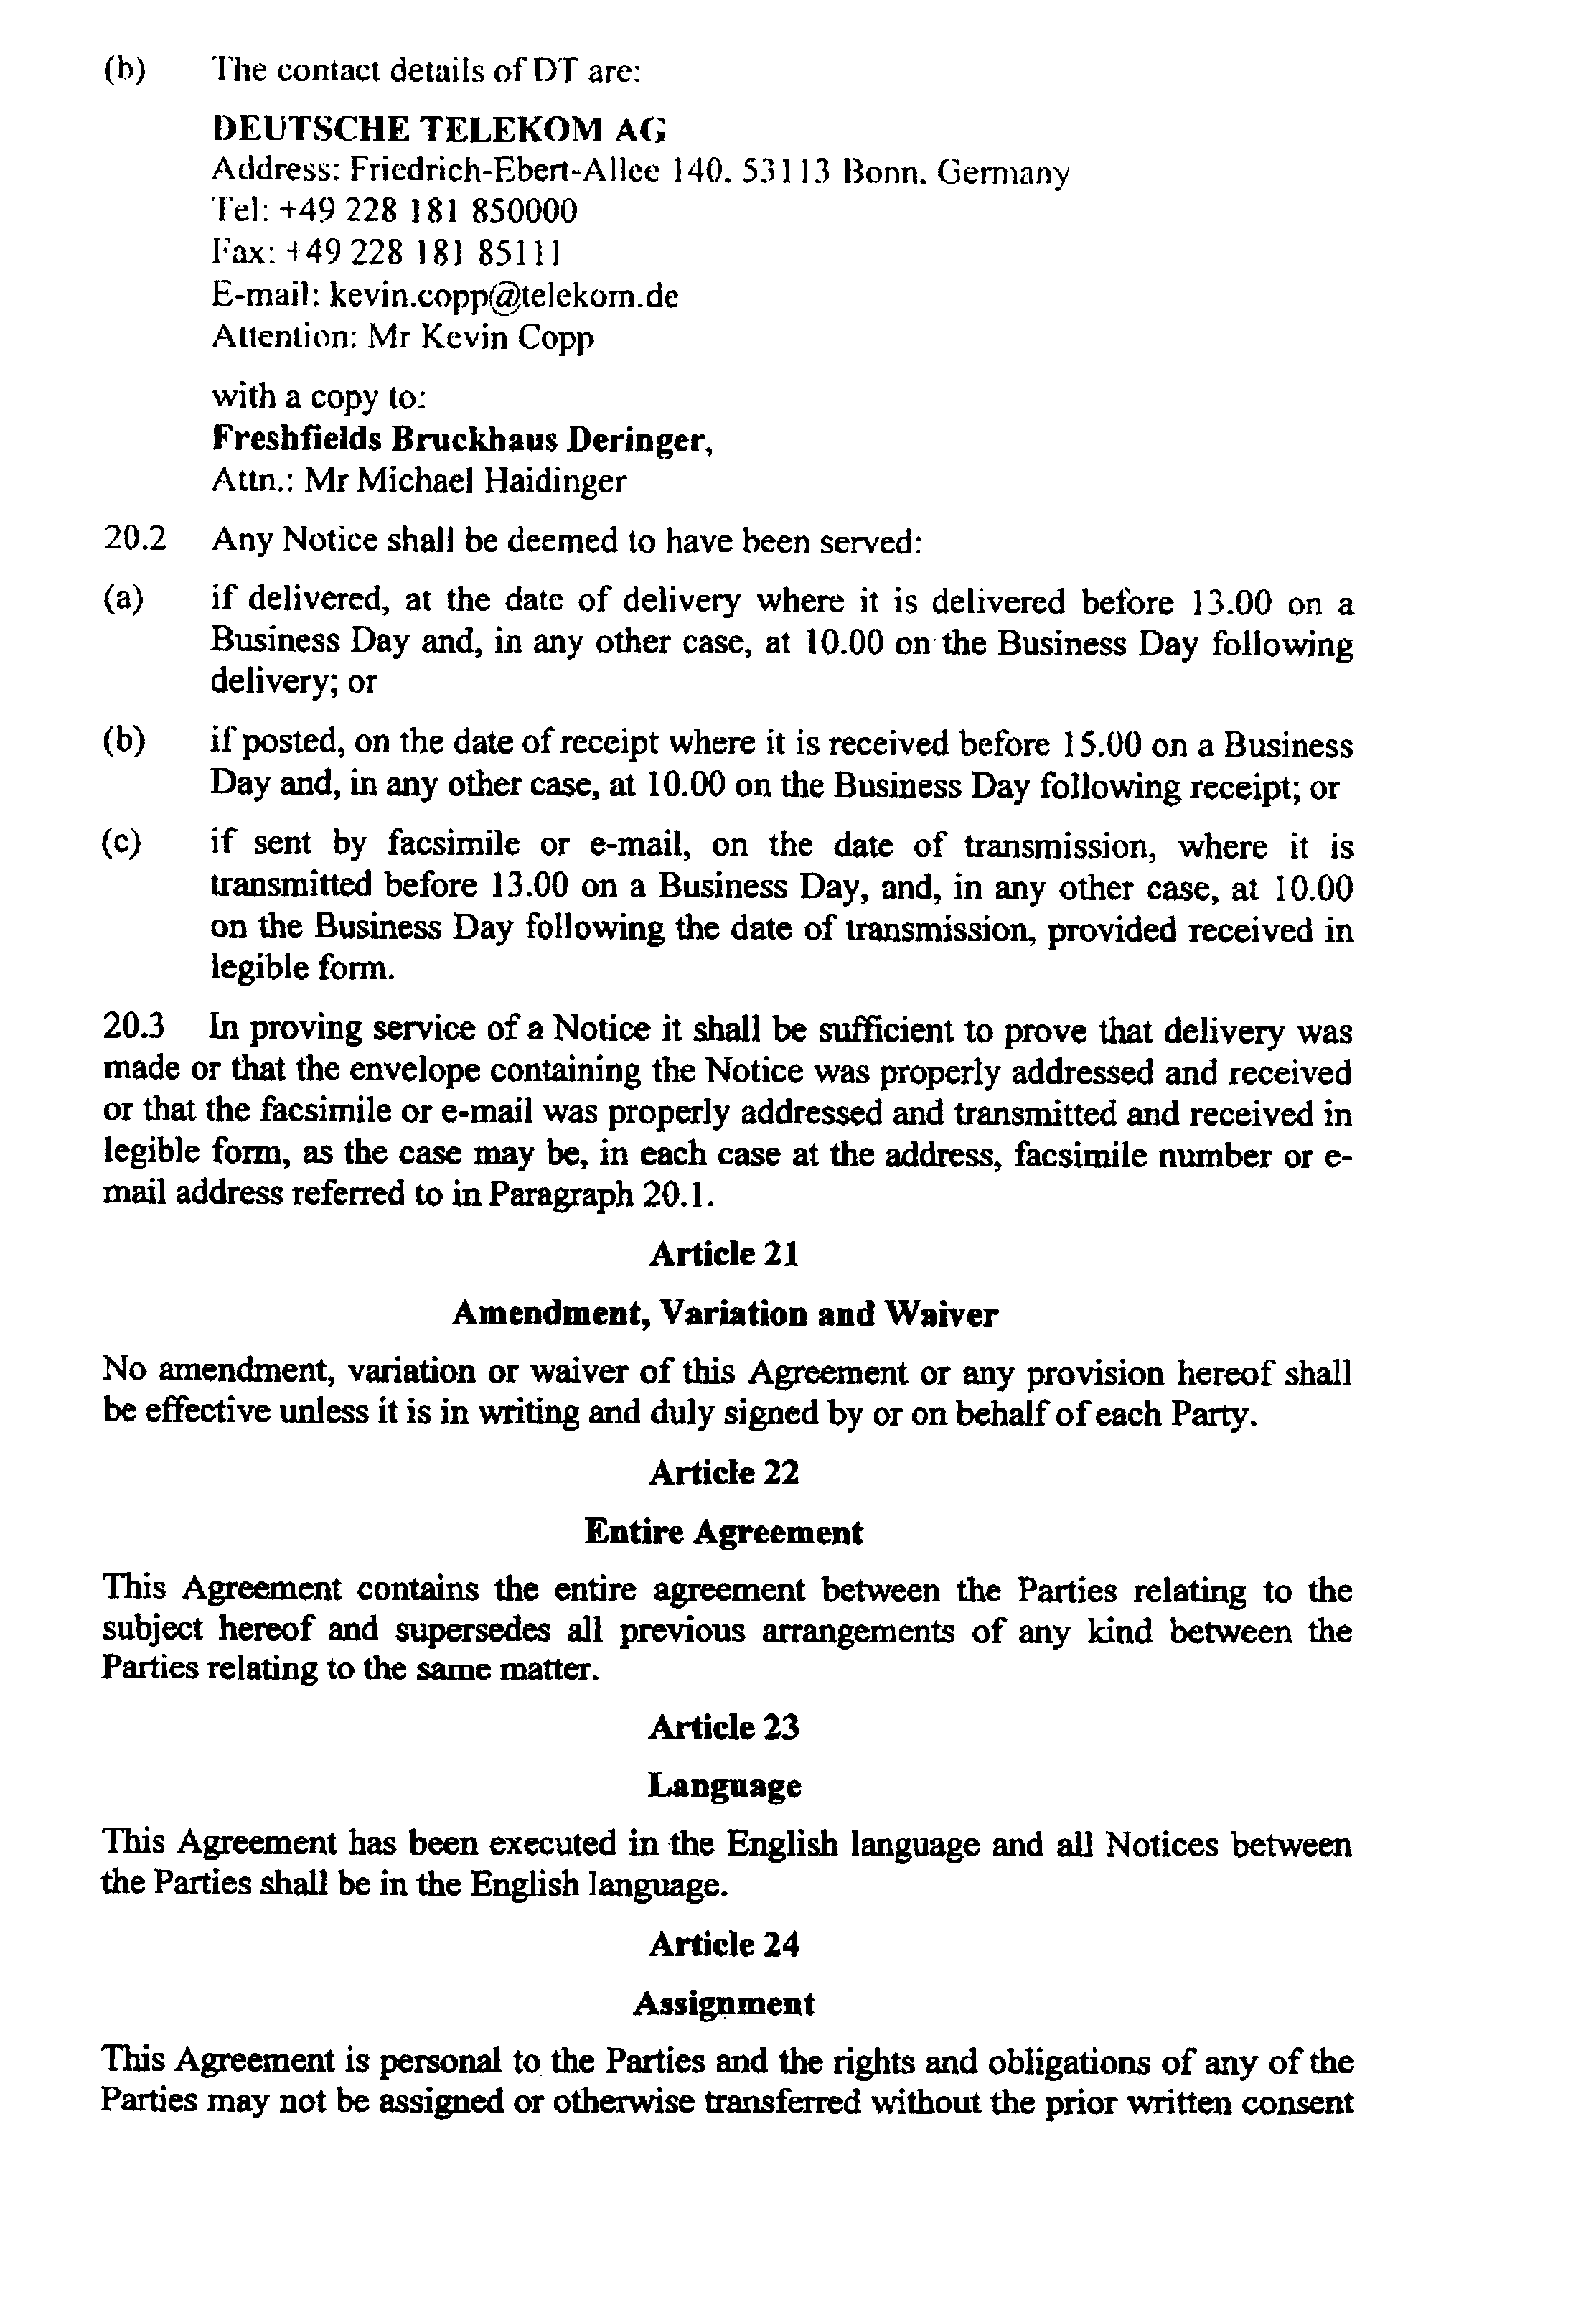 (b) The contact details of DT are:
DEUTSCHE TELEKOM AG
Address: Friedrich-Ebert-Allee 140. 53113 Bonn. Germany
Tel: +49 228 181 850000
Fax: +49 228 181 85111
E-mail: kevin.copp@telekom.de
Attention: Mr Kevin Copp
with a copy to:
Freshfields Bruckhaus Deringer,
Attn.: Mr Michael Haidinger
20.2 Any Notice shall be deemed to have been served:
(a) if delivered, at the date of delivery where it is delivered before 13.00 on a
Business Day and, in any other case, at 10.00 on the Business Day following
delivery; or
(b) if posted, on the date of receipt where it is received before 15.00 on a Business
Day and, in any other case, at 10.00 on the Business Day following receipt; or
(c) if sent by facsimile or e-mail, on the date of transmission, where it is
transmitted before 13.00 on a Business Day, and, in any other case, at 10.00
on the Business Day following the date of transmission, provided received in
legible form.
20.3 In proving service of a Notice it shall be sufficient to prove that delivery was
made or that the envelope containing the Notice was properly addressed and received
or that the facsimile or e-mail was properly addressed and transmitted and received in
legible form, as the case may be, in each case at the address, facsimile number or e-
mail address referred to in Paragraph 20.1.
Article 21
Amendment, Variation and Waiver
No amendment, variation or waiver of this Agreement or any provision hereof shall
be effective unless it is in writing and duly signed by or on behalf of each Party.
Article 22
Entire Agreement
This Agreement contains the entire agreement between the Parties relating to the
subject hereof and supersedes all previous arrangements of any kind between the
Parties relating to the same matter.
Article 23
Language
This Agreement has been executed in the English language and all Notices between
the Parties shall be in the English language.
Article 24
Assignment
This Agreement is personal to the Parties and the rights and obligations of any of the
Parties may not be assigned or otherwise transferred without the prior written consent